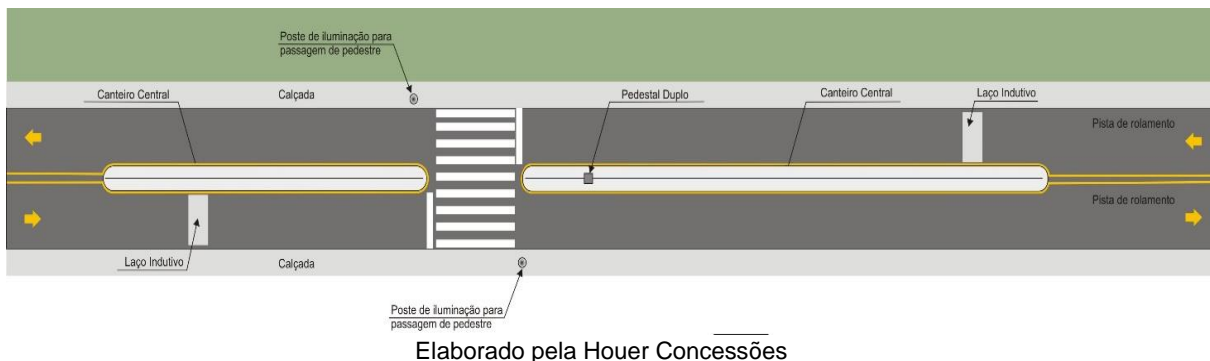 Poste de iluminação para
passagem de pedestre
Canteiro Central
Calçada
Pedestal Duplo
Canteiro Central
Laço Indutivo
Pista de rolamento
Pista de rolamento
Laço Indutivo
Calçada
Poste de iluminação para
passagem de pedestre
Elaborado pela Houer Concessões